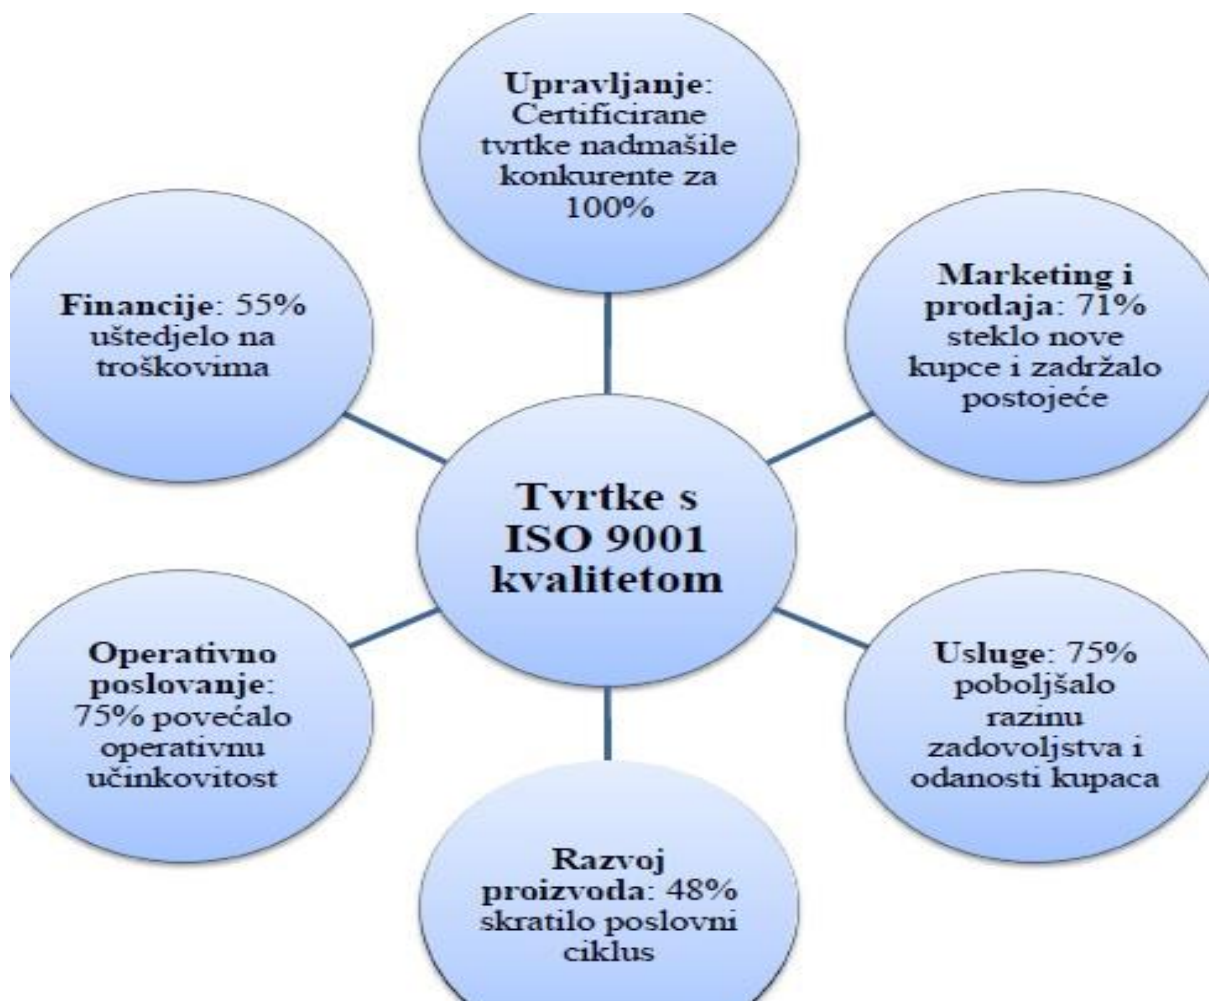 Upravljanje:
Certificirane
tvrtke nadmašile
konkurente za
100%
Marketing i
prodaja: 71%
steklo nove
kupce i zadržalo
postojeće
Usluge: 75%
poboljšalo
razinu
zadovoljstva i
odanosti kupaca
Razvoj
proizvoda: 48%
skratilo poslovni
ciklus
Operativno
poslovanje:
75% povećalo
operativnu
učinkovitost
Financije: 55%
uštedjelo na
troškovima
Tvrtke s
ISO 9001
kvalitetom